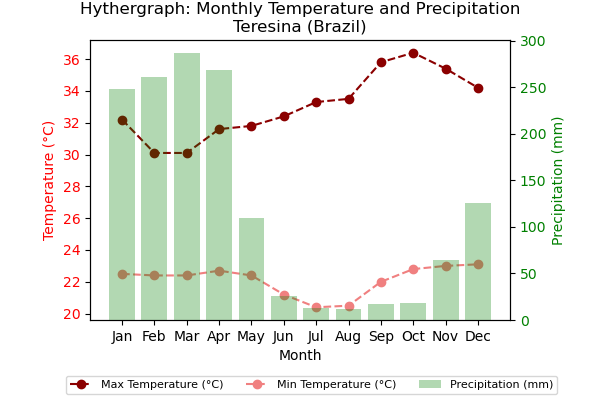 Hythergraph: Monthly Temperature and Precipitation
Teresina (Brazil)
36
34
32
30
28
26
24
22
20
Temperature (°C)
300
250
200
150
100
50
0
Precipitation (mm)
Jan Feb Mar Apr May Jun Jul Aug Sep Oct Nov Dec
Month
Max Temperature (°C) Min Temperature (°C) Precipitation (mm)